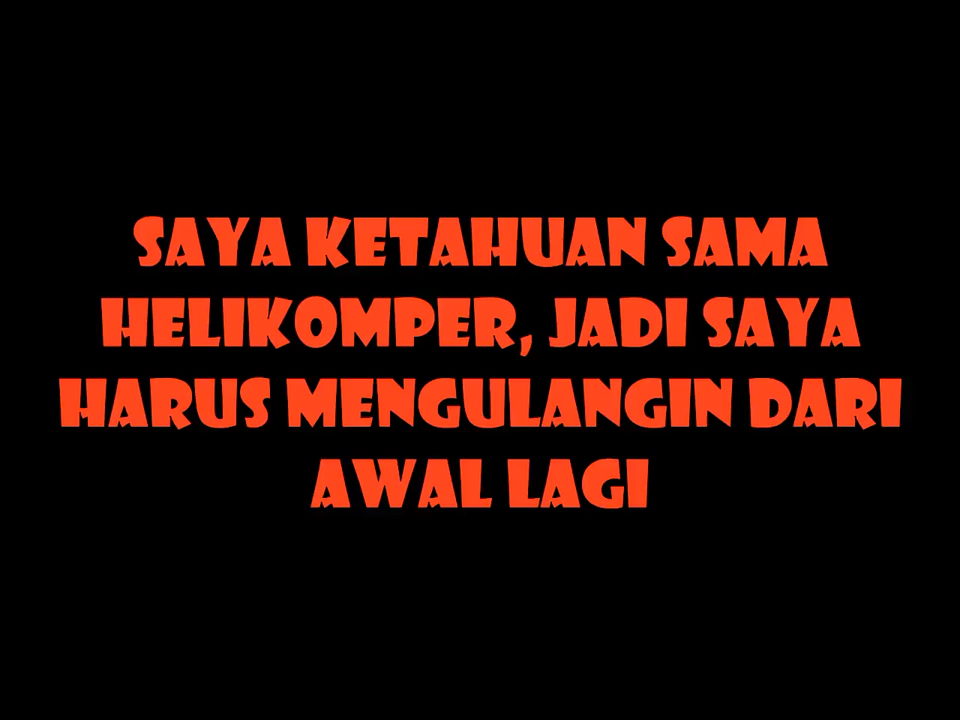 SAYA KETAHUAN SAMA
HELIKOMPER, JADI SAYA
HARUS MENGULANGIN DARI
AWAL LAGI